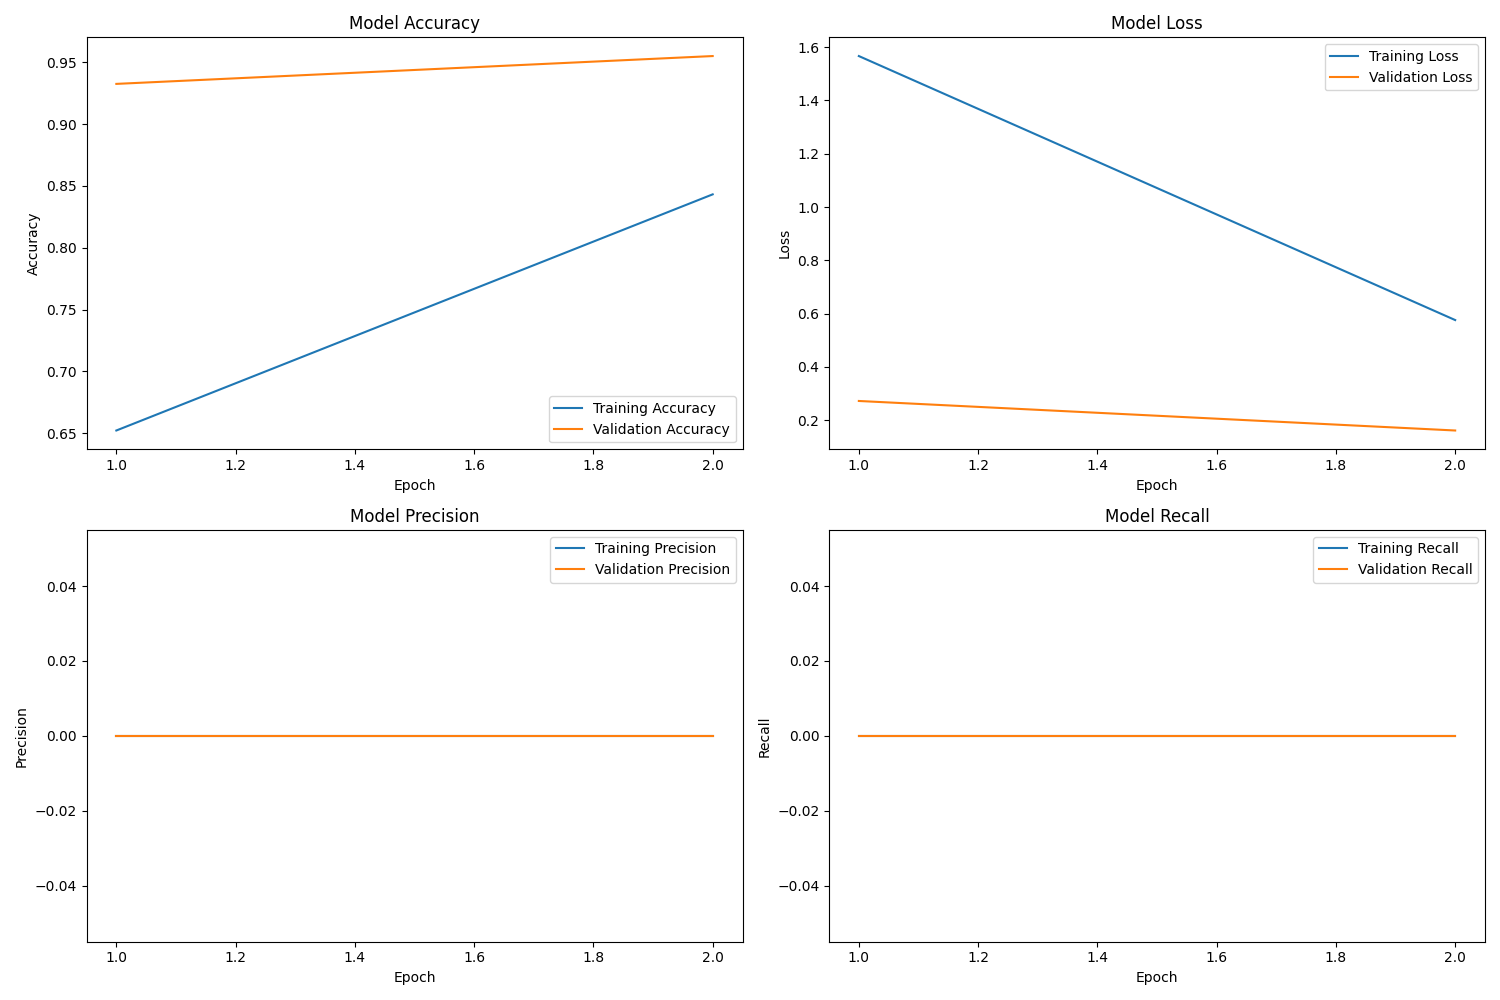 Model Accuracy
Accuracy
0.95
0.90
0.85
0.80
0.75
0.70
0.65
Training Accuracy
Validation Accuracy
1.0 1.2 1.4 1.6 1.8 2.0
Epoch
Model Loss
Loss
1.6
1.4
1.2
1.0
0.8
0.6
0.4
0.2
Training Loss
Validation Loss
1.0 1.2 1.4 1.6 1.8 2.0
Epoch
Model Precision
Precision
0.04
0.02
0.00
−0.02
−0.04
Training Precision
Validation Precision
1.0 1.2 1.4 1.6 1.8 2.0
Epoch
Model Recall
Recall
0.04
0.02
0.00
−0.02
−0.04
Training Recall
Validation Recall
1.0 1.2 1.4 1.6 1.8 2.0
Epoch